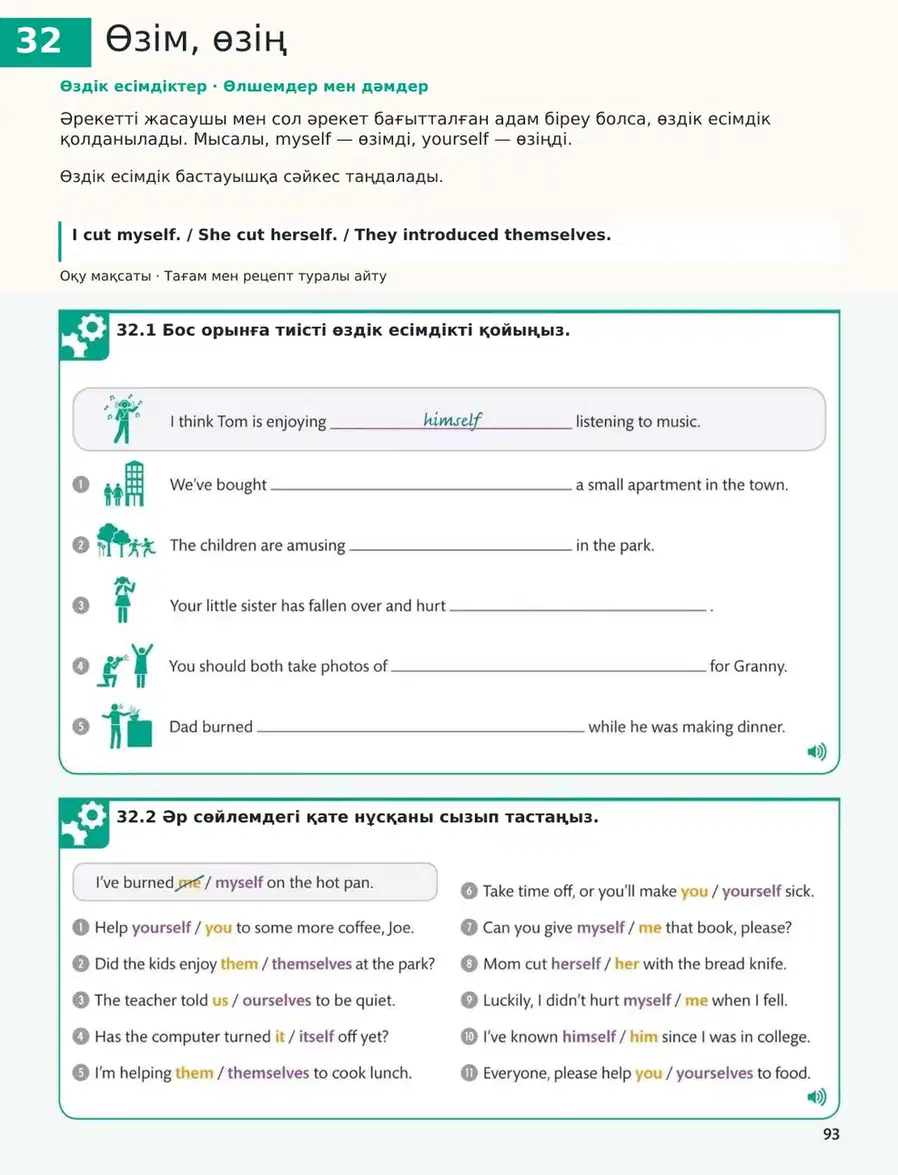 32
Өзім, өзің
Өздік есімдіктер · Өлшемдер мен дәмдер
Әрекетті жасаушы мен сол әрекет бағытталған адам біреу болса, өздік есімдік
қолданылады. Мысалы, myself — өзімді, yourself — өзіңді.
Өздік есімдік бастауышқа сәйкес таңдалады.
I cut myself. / She cut herself. / They introduced themselves.
Оқу мақсаты · Тағам мен рецепт туралы айту
32.1 Бос орынға тиісті өздік есімдікті қойыңыз.
I think Tom is enjoying himself listening to music.
1 We've bought ___ a small apartment in the town.
2 The children are amusing ___ in the park.
3 Your little sister has fallen over and hurt ___ .
4 You should both take photos of ___ for Granny.
5 Dad burned ___ while he was making dinner.
32.2 Әр сөйлемдегі қате нұсқаны сызып тастаңыз.
I've burned me / myself on the hot pan.
1 Help yourself / you to some more coffee, Joe.
2 Did the kids enjoy them / themselves at the park?
3 The teacher told us / ourselves to be quiet.
4 Has the computer turned it / itself off yet?
5 I'm helping them / themselves to cook lunch.
6 Take time off, or you'll make you / yourself sick.
7 Can you give myself / me that book, please?
8 Mom cut herself / her with the bread knife.
9 Luckily, I didn't hurt myself / me when I fell.
10 I've known himself / him since I was in college.
11 Everyone, please help you / yourselves to food.
93